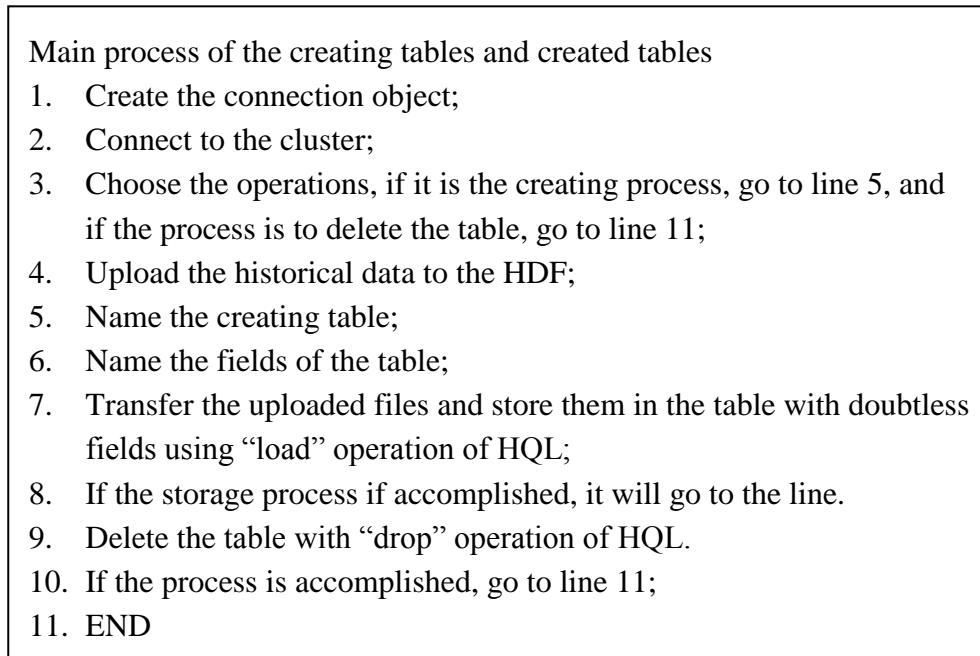 Main process of the creating tables and created tables
1. Create the connection object;
2. Connect to the cluster;
3. Choose the operations, if it is the creating process, go to line 5, and
if the process is to delete the table, go to line 11;
4. Upload the historical data to the HDF;
5. Name the creating table;
6. Name the fields of the table;
7. Transfer the uploaded files and store them in the table with doubtless
fields using “load” operation of HQL;
8. If the storage process if accomplished, it will go to the line.
9. Delete the table with “drop” operation of HQL.
10. If the process is accomplished, go to line 11;
11. END